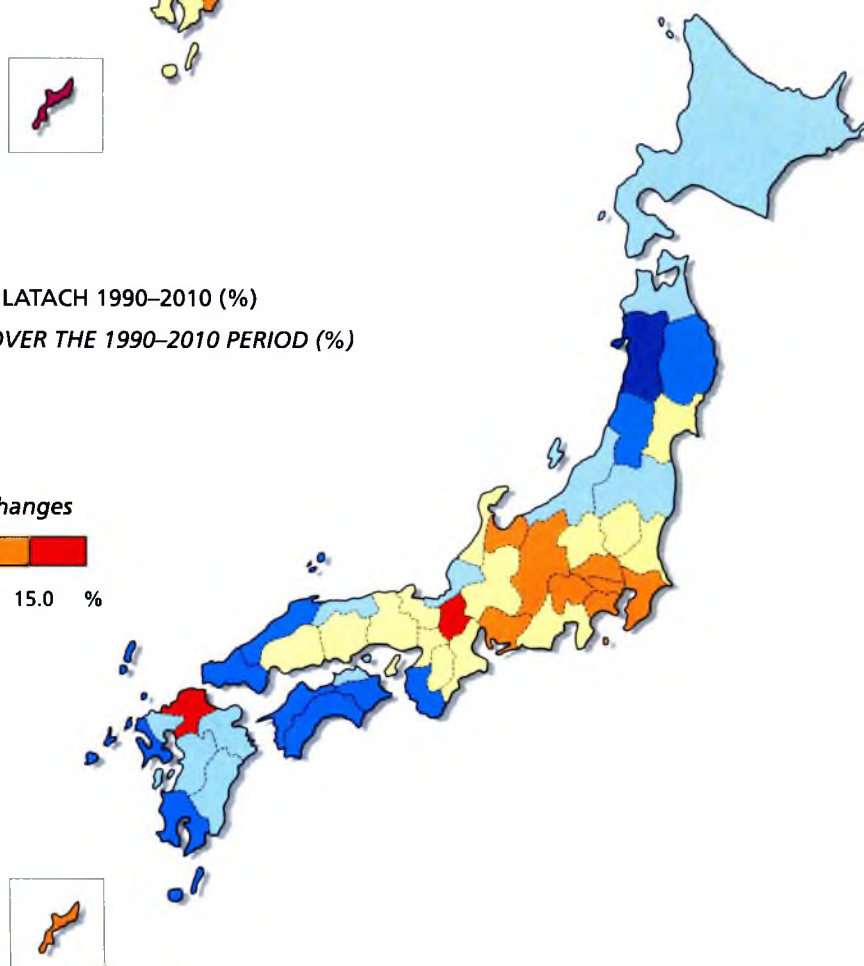 LATACH 1990–2010 (%)
OVER THE 1990–2010 PERIOD (%)
hanges
15.0 %